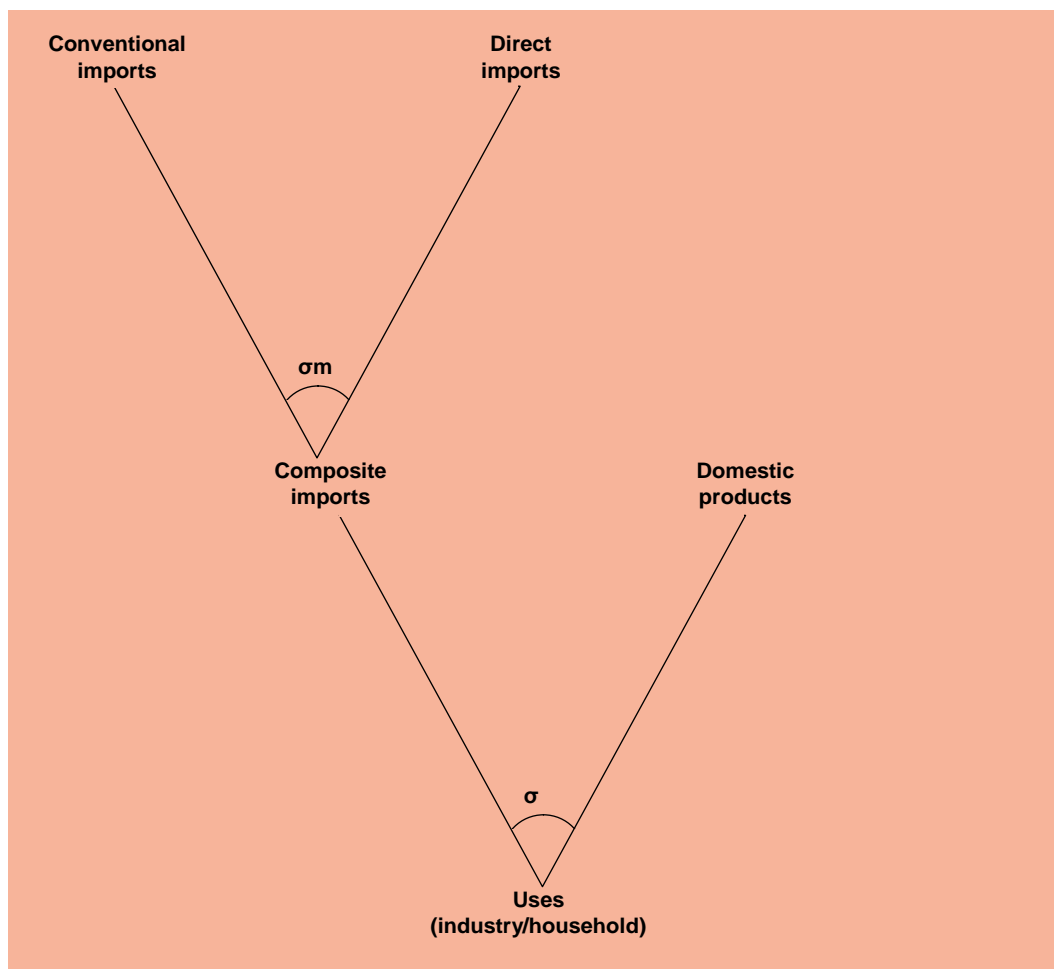 Conventional
imports
Direct
imports
σm
Composite
imports
Domestic
products
σ
Uses
(industry/household)